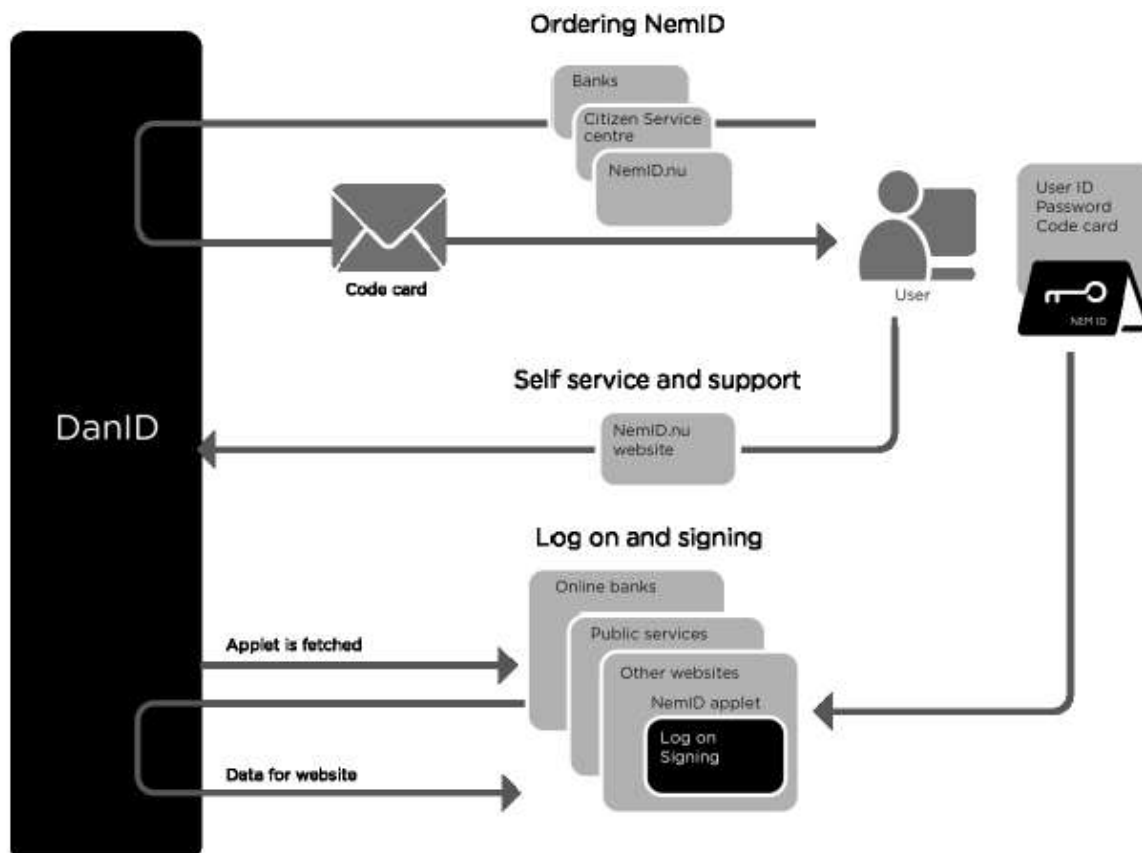 Ordering NemID
Banks
Citizen Service
centre
NemID.nu
User ID
Password
Code card
NEM ID
Code card
User
Self service and support
NemID.nu
website
DanID
Log on and signing
Online banks
Public services
Other websites
NemID applet
Log on
Signing
Applet is fetched
Data for website